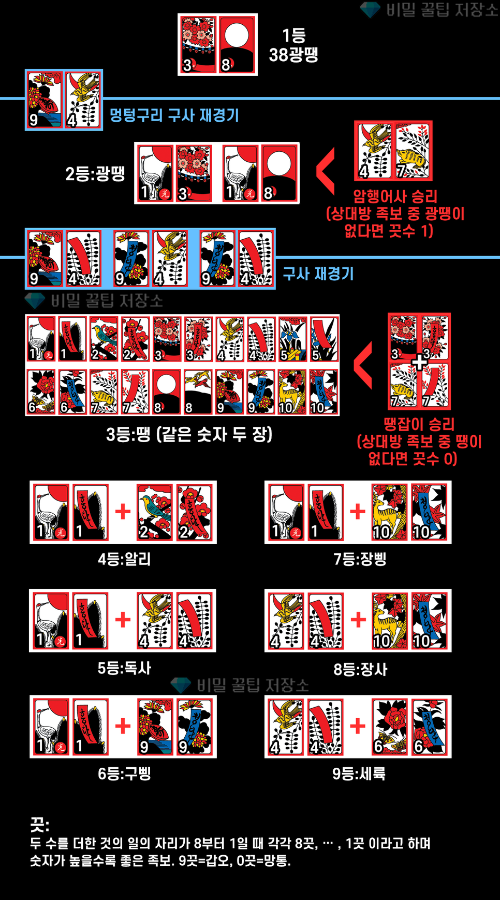 비밀 꿀팁 저장소
1등
38광땡
3 8
9 4
멍텅구리 구사 재경기
2등:광땡
1 3 1 8
4 7
암행어사 승리
(상대방 족보 중 광땡이
없다면 끗수 1)
9 4 9 4 9 4
구사 재경기
비밀 꿀팁 저장소
1 1 2 2 3 3 4 4 5 5
3 3
+
6 6 7 7 8 8 9 9 10 10
7 7
3등:땡 (같은 숫자 두 장)
땡잡이 승리
(상대방 족보 중 땡이
없다면 끗수 0)
1 1 + 2 2
1 1 + 10 10
4등:알리
7등:장삥
1 1 + 4 4
4 4 + 10 10
5등:독사
8등:장사
비밀 꿀팁 저장소
1 1 + 9 9
4 4 + 6 6
6등:구삥
9등:세륙
끗:
두 수를 더한 것의 일의 자리가 8부터 1일 때 각각 8끗, … , 1끗 이라고 하며
숫자가 높을수록 좋은 족보. 9끗=갑오, 0끗=망통.